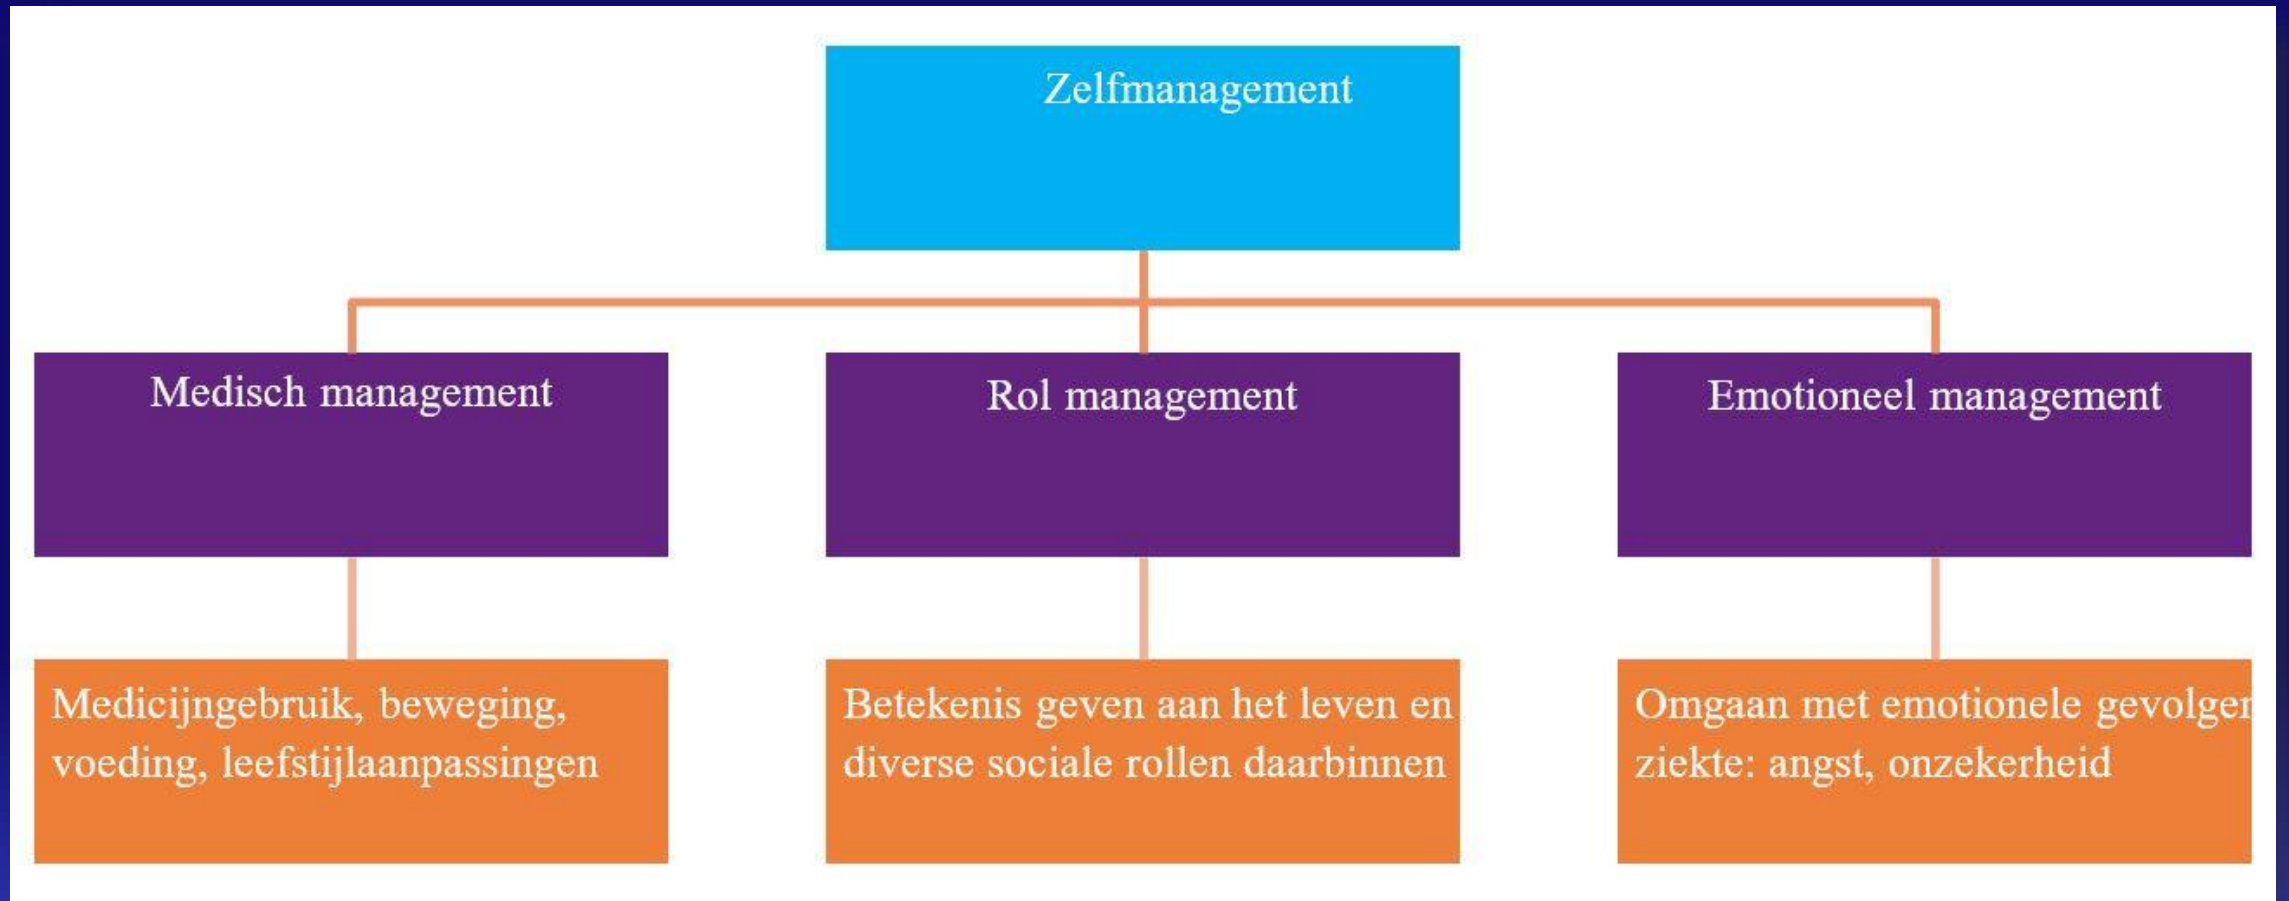 Zelfmanagement
Medisch management
Rol management
Emotioneel management
Medicijngebruik, beweging,
voeding, leefstijlaanpassingen
Betekenis geven aan het leven en
diverse sociale rollen daarbinnen
Omgaan met emotionele gevolgen
ziekte: angst, onzekerheid